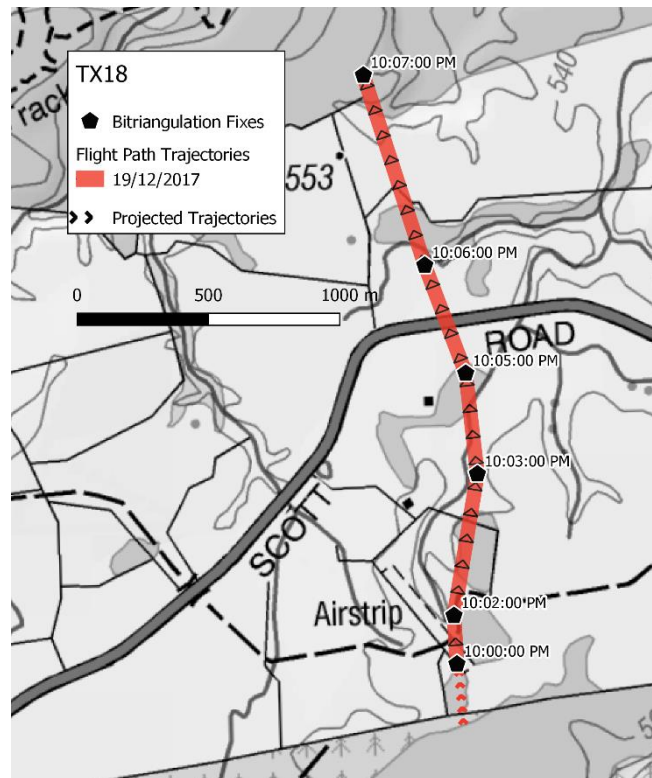 TX18
Bitriangulation Fixes
Flight Path Trajectories
19/12/2017
Projected Trajectories
rack
553
540
0 500 1000 m
10:07:00 PM
10:06:00 PM
ROAD
10:05:00 PM
10:03:00 PM
SCOTT
10:02:00 PM
Airstrip
10:00:00 PM